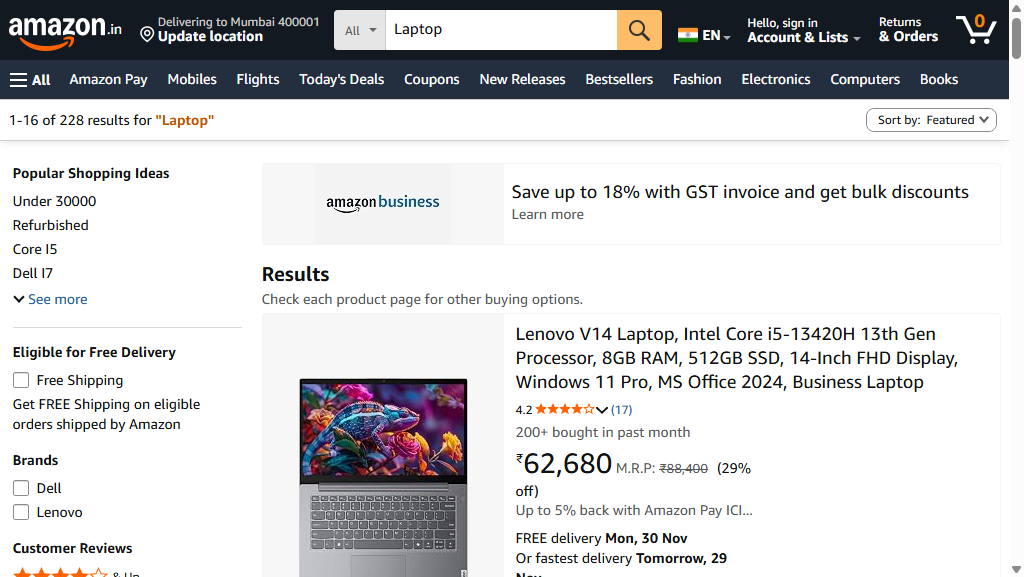 amazon.in
Delivering to Mumbai 400001
Update location
All
Laptop
EN
Hello, sign in
Account & Lists
Returns
& Orders
0
All
Amazon Pay
Mobiles
Flights
Today's Deals
Coupons
New Releases
Bestsellers
Fashion
Electronics
Computers
Books
1-16 of 228 results for "Laptop"
Sort by: Featured
Popular Shopping Ideas
Under 30000
Refurbished
Core I5
Dell I7
See more
Eligible for Free Delivery
Free Shipping
Get FREE Shipping on eligible
orders shipped by Amazon
Brands
Dell
Lenovo
Customer Reviews
& Up
amazon business
Save up to 18% with GST invoice and get bulk discounts
Learn more
Results
Check each product page for other buying options.
Lenovo V14 Laptop, Intel Core i5-13420H 13th Gen
Processor, 8GB RAM, 512GB SSD, 14-Inch FHD Display,
Windows 11 Pro, MS Office 2024, Business Laptop
4.2 (17)
200+ bought in past month
₹62,680 M.R.P: ₹88,400 (29%
off)
Up to 5% back with Amazon Pay ICI...
FREE delivery Mon, 30 Nov
Or fastest delivery Tomorrow, 29
Nov